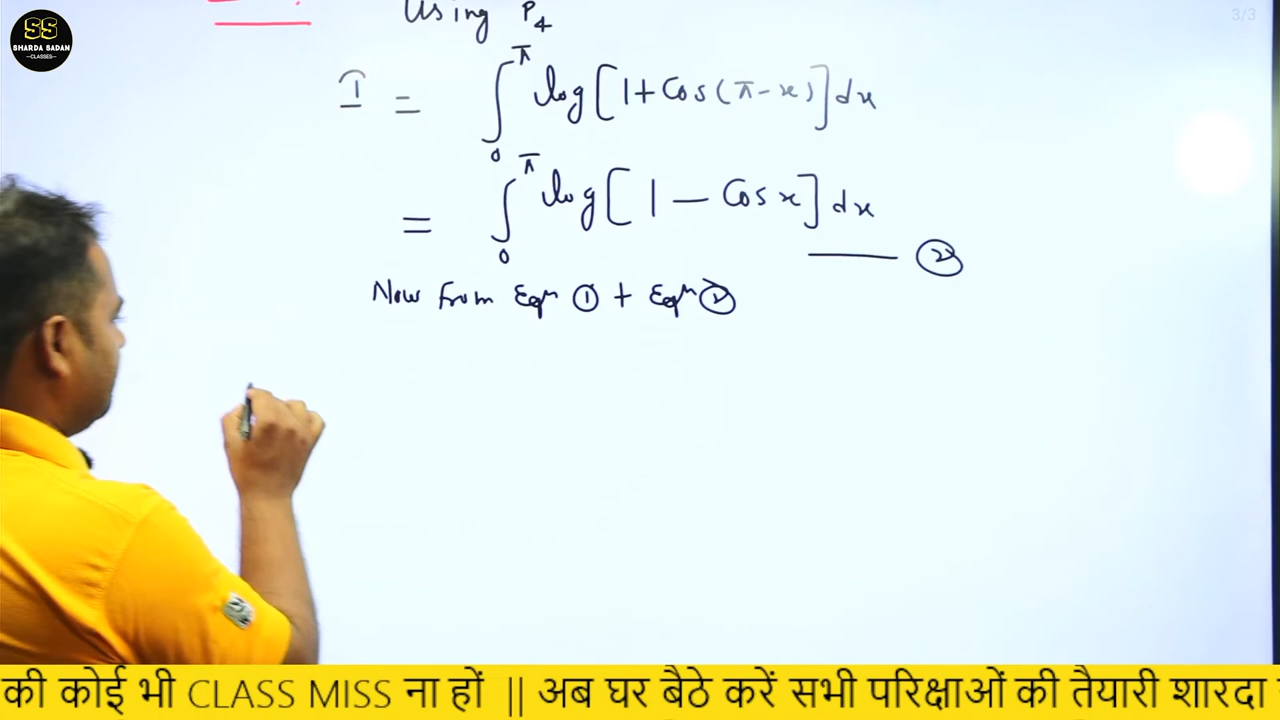 3/3
SS
SHARDA SADAN
—CLASSES—
Using P₄
I = ∫₀^π log[1+Cos(π-x)]dx
= ∫₀^π log[1-Cosx]dx —— ②
Now from Eqⁿ ① + Eqⁿ ②
की कोई भी CLASS MISS ना हों || अब घर बैठे करें सभी परिक्षाओं की तैयारी शारदा